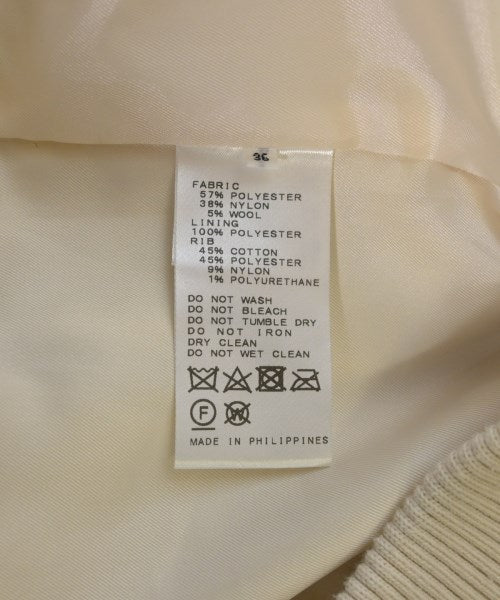 36
FABRIC
57% POLYESTER
38% NYLON
5% WOOL
LINING
100% POLYESTER
RIB
45% COTTON
45% POLYESTER
9% NYLON
1% POLYURETHANE
DO NOT WASH
DO NOT BLEACH
DO NOT TUMBLE DRY
DO NOT IRON
DRY CLEAN
DO NOT WET CLEAN
F W
MADE IN PHILIPPINES